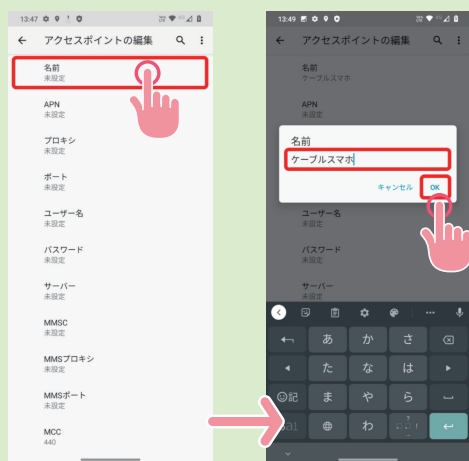 13:47
アクセスポイントの編集
名前
未設定
APN
未設定
プロキシ
未設定
ポート
未設定
ユーザー名
未設定
パスワード
未設定
サーバー
未設定
MMSC
未設定
MMSプロキシ
未設定
MMSポート
未設定
MCC
440
13:49
アクセスポイントの編集
名前
ケーブルスマホ
APN
未設定
名前
ケーブルスマホ
キャンセル OK
ユーザー名
未設定
パスワード
未設定
サーバー
未設定
あ か さ
た な は
記 ま や ら
わ